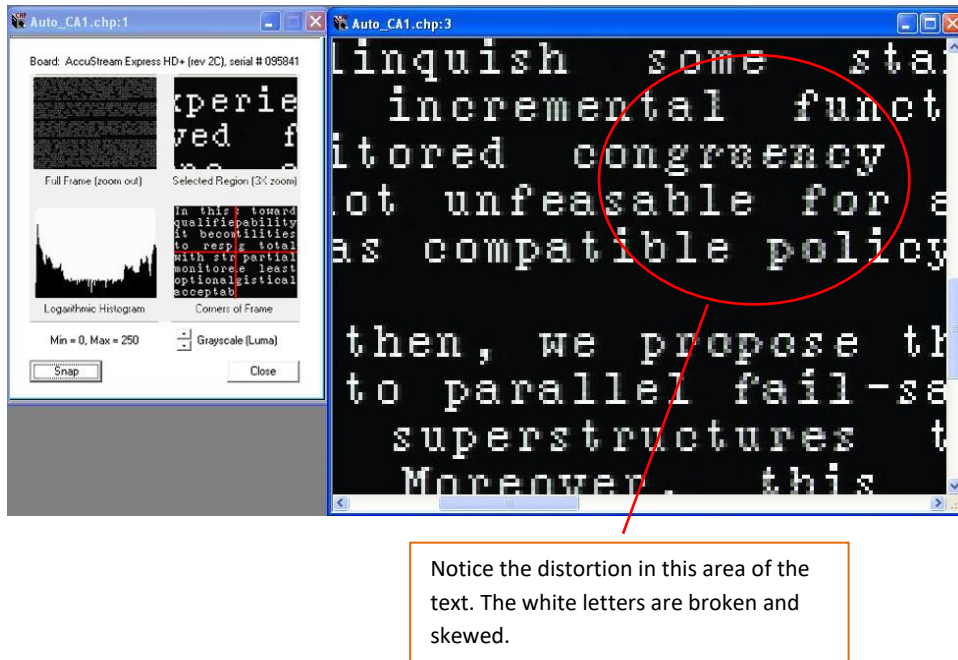 Auto_CA1.chp:1
Board: AccuStream Express HD+ (rev 2C), serial # 095841
xperie
ved f
Full Frame (zoom out)
Selected Region (3X zoom)
In this: toward
qualifiepability
it becomtilities
to resp g total
with str partial
monitore least
optionalgistical
acceptab
Logarithmic Histogram
Corners of Frame
Min = 0, Max = 250
Grayscale (Luma)
Snap
Close
Auto_CA1.chp:3
linquish some sta
incremental funct
itored congruency
ot unfeasable for a
as compatible policy
then, we propose th
to parallel fail-sa
superstructures t
Moreover, this
Notice the distortion in this area of the
text. The white letters are broken and
skewed.